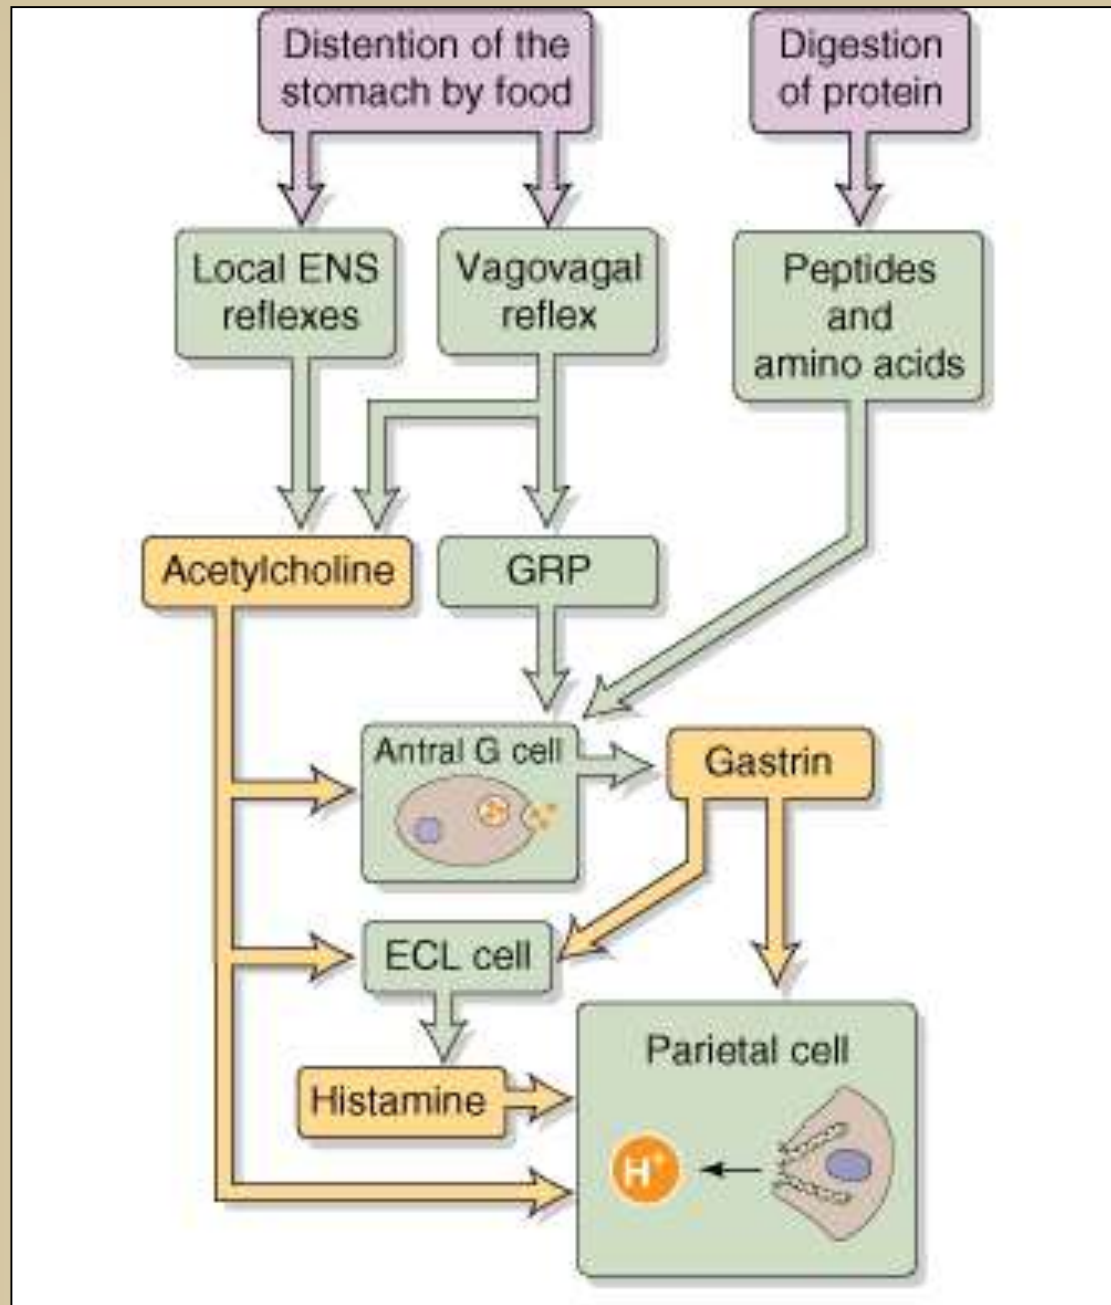 Distention of the
stomach by food
Digestion
of protein
Local ENS
reflexes
Vagovagal
reflex
Peptides
and
amino acids
Acetylcholine
GRP
Antral G cell
Gastrin
ECL cell
Histamine
Parietal cell
H+